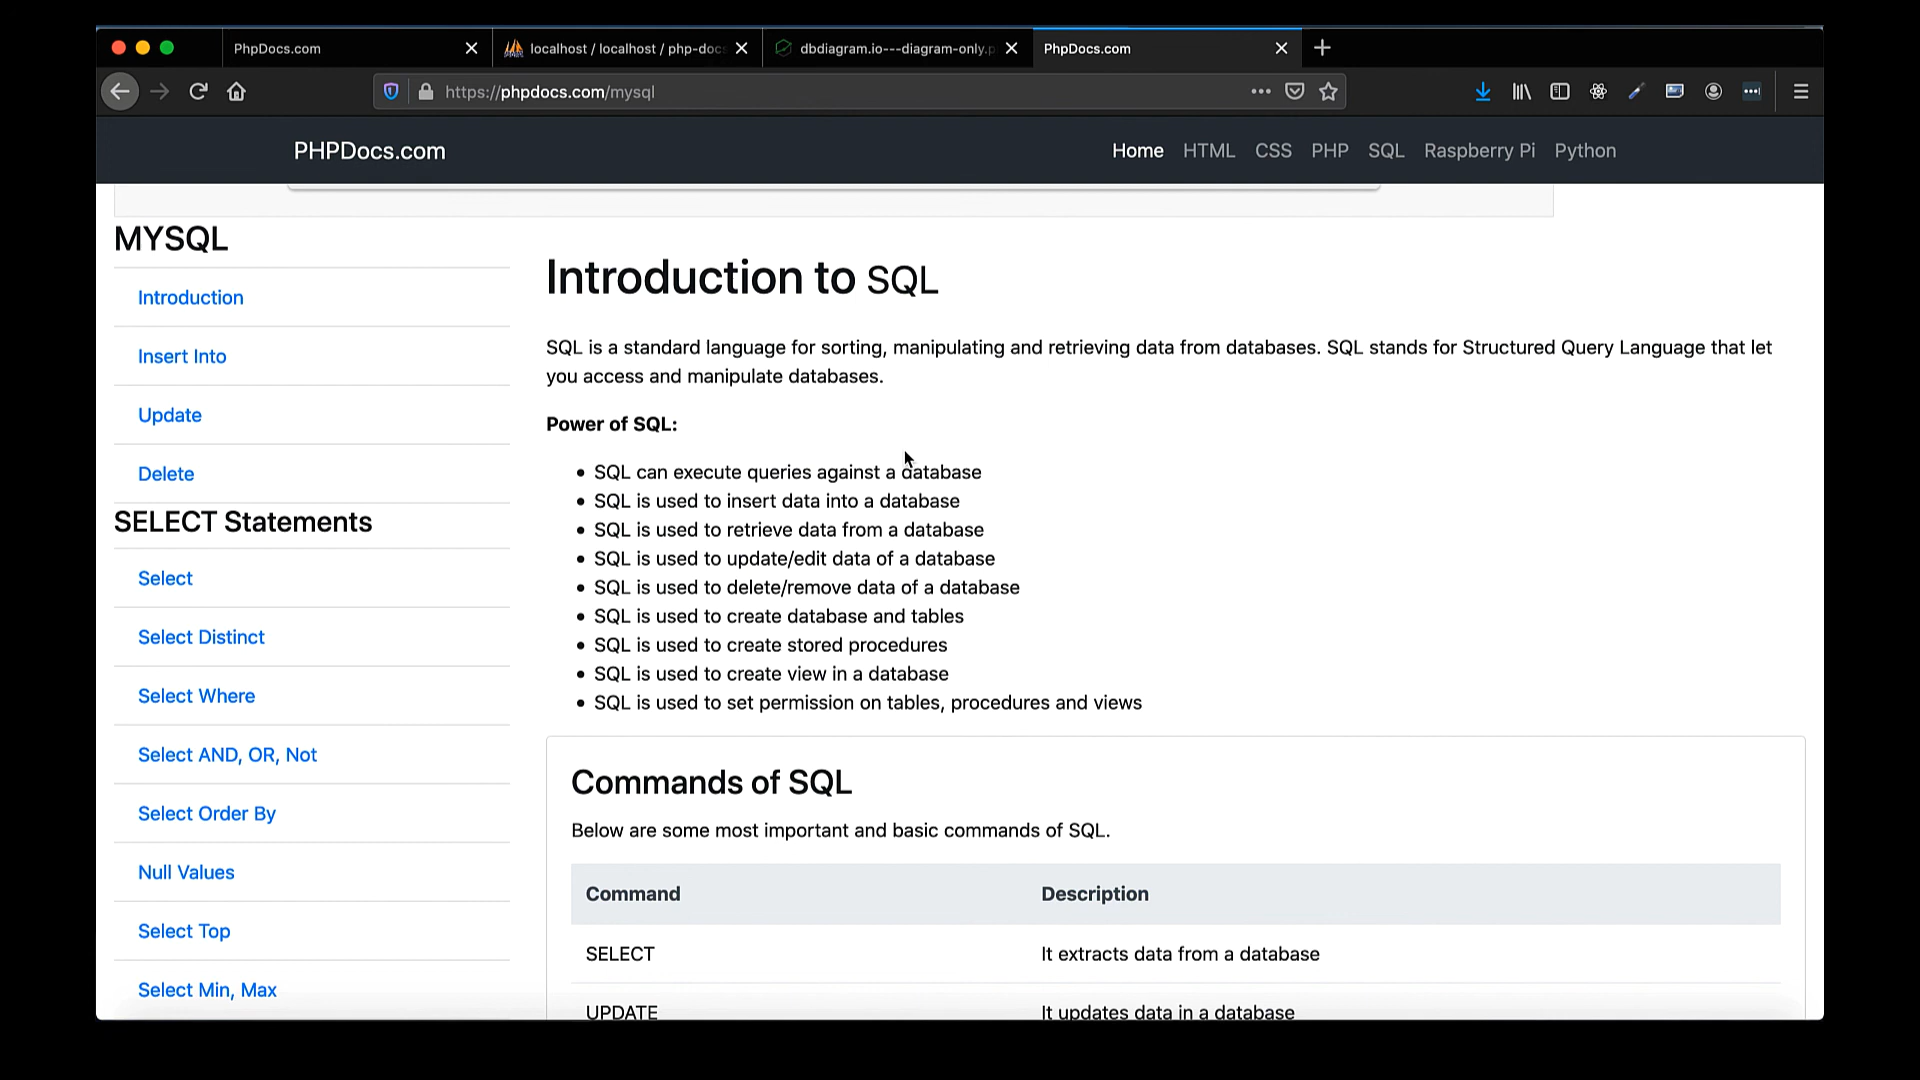 PhpDocs.com
localhost / localhost / php-docs
dbdiagram.io---diagram-only.p
PhpDocs.com
https://phpdocs.com/mysql
PHPDocs.com
Home HTML CSS PHP SQL Raspberry Pi Python
MYSQL
Introduction
Insert Into
Update
Delete
SELECT Statements
Select
Select Distinct
Select Where
Select AND, OR, Not
Select Order By
Null Values
Select Top
Select Min, Max
Introduction to SQL
SQL is a standard language for sorting, manipulating and retrieving data from databases. SQL stands for Structured Query Language that let
you access and manipulate databases.
Power of SQL:
SQL can execute queries against a database
SQL is used to insert data into a database
SQL is used to retrieve data from a database
SQL is used to update/edit data of a database
SQL is used to delete/remove data of a database
SQL is used to create database and tables
SQL is used to create stored procedures
SQL is used to create view in a database
SQL is used to set permission on tables, procedures and views
Commands of SQL
Below are some most important and basic commands of SQL.
Command Description
SELECT It extracts data from a database
UPDATE It updates data in a database